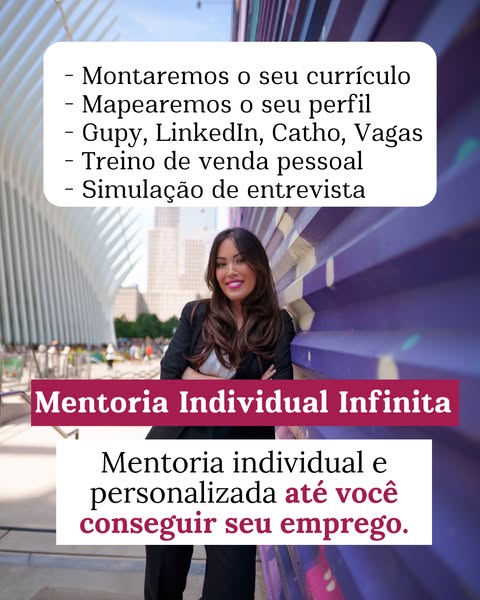 - Montaremos o seu currículo
- Mapearemos o seu perfil
- Gupy, LinkedIn, Catho, Vagas
- Treino de venda pessoal
- Simulação de entrevista
Mentoria Individual Infinita
Mentoria individual e
personalizada até você
conseguir seu emprego.